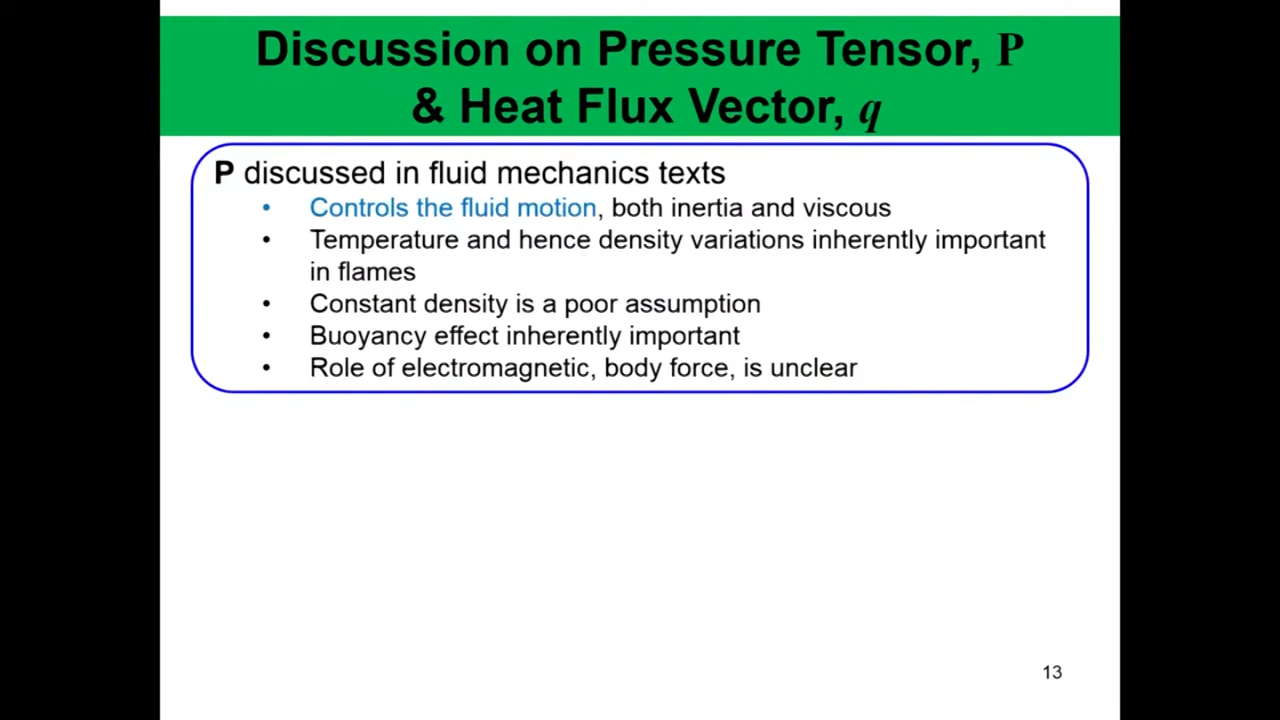 Discussion on Pressure Tensor, P
& Heat Flux Vector, q
P discussed in fluid mechanics texts
• Controls the fluid motion, both inertia and viscous
• Temperature and hence density variations inherently important
in flames
• Constant density is a poor assumption
• Buoyancy effect inherently important
• Role of electromagnetic, body force, is unclear
13